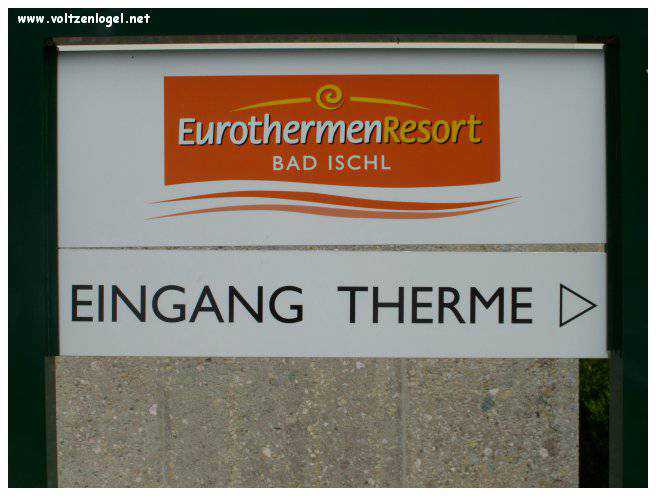 www.voltzenlogel.net
EurothermenResort
BAD ISCHL
EINGANG THERME